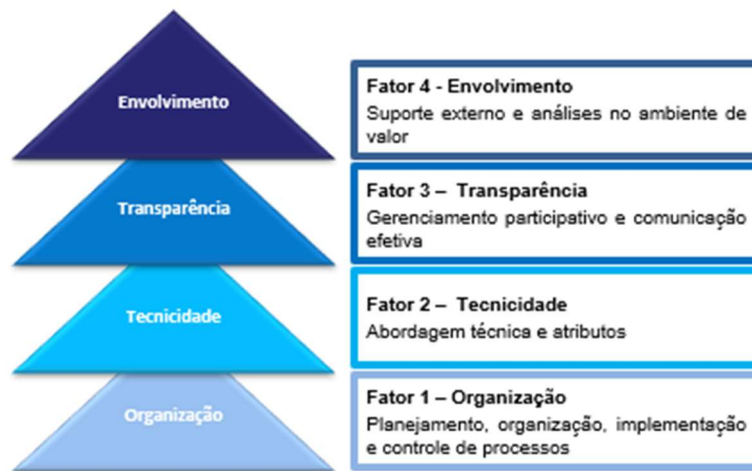 Envolvimento
Fator 4 - Envolvimento
Suporte externo e análises no ambiente de
valor
Transparência
Fator 3 – Transparência
Gerenciamento participativo e comunicação
efetiva
Tecnicidade
Fator 2 – Tecnicidade
Abordagem técnica e atributos
Organização
Fator 1 – Organização
Planejamento, organização, implementação
e controle de processos